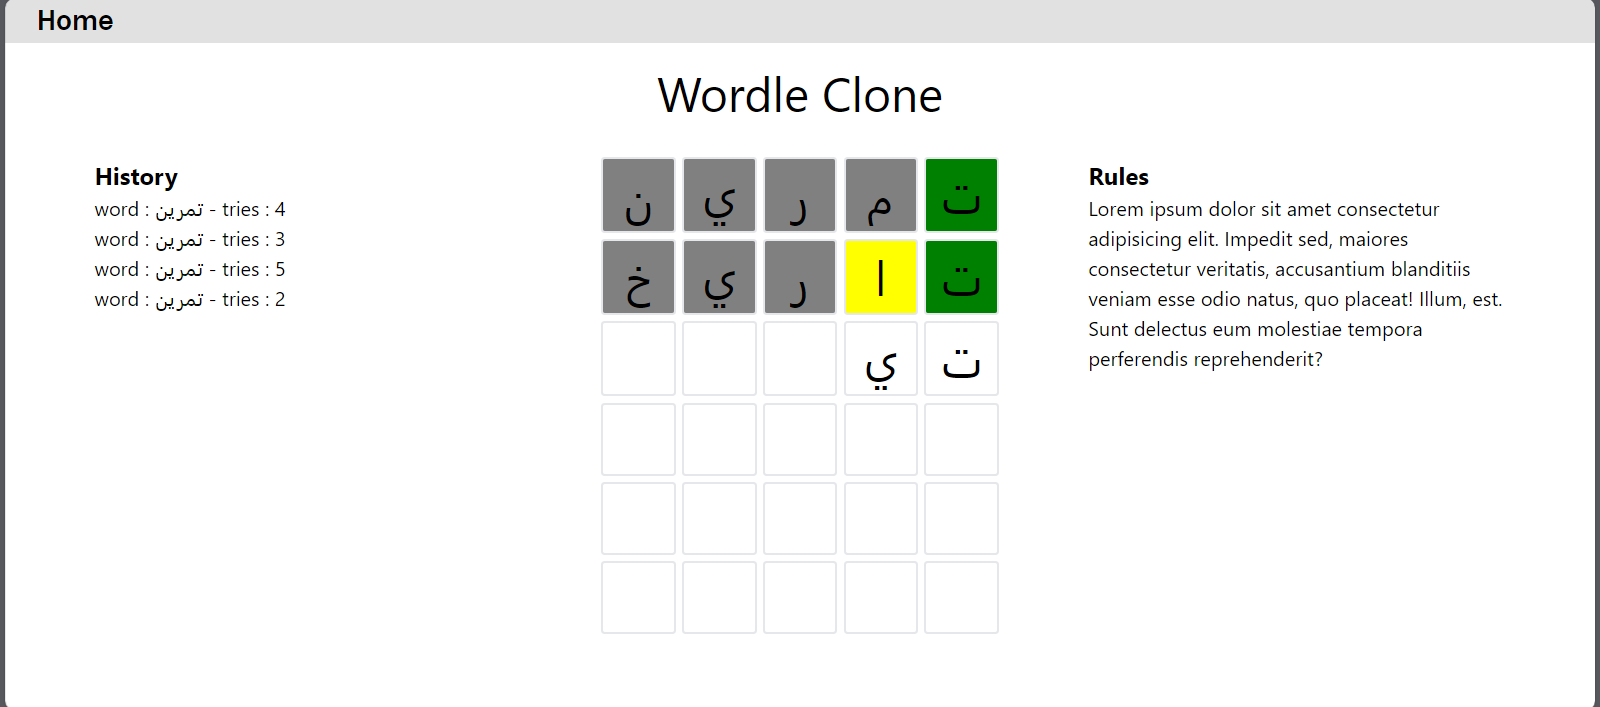 Home
Wordle Clone
History
word : تمرين - tries : 4
word : تمرين - tries : 3
word : تمرين - tries : 5
word : تمرين - tries : 2
ت م ر ي ن
ت ا ر ي خ
ت ي
Rules
Lorem ipsum dolor sit amet consectetur
adipisicing elit. Impedit sed, maiores
consectetur veritatis, accusantium blanditiis
veniam esse odio natus, quo placeat! Illum, est.
Sunt delectus eum molestiae tempora
perferendis reprehenderit?